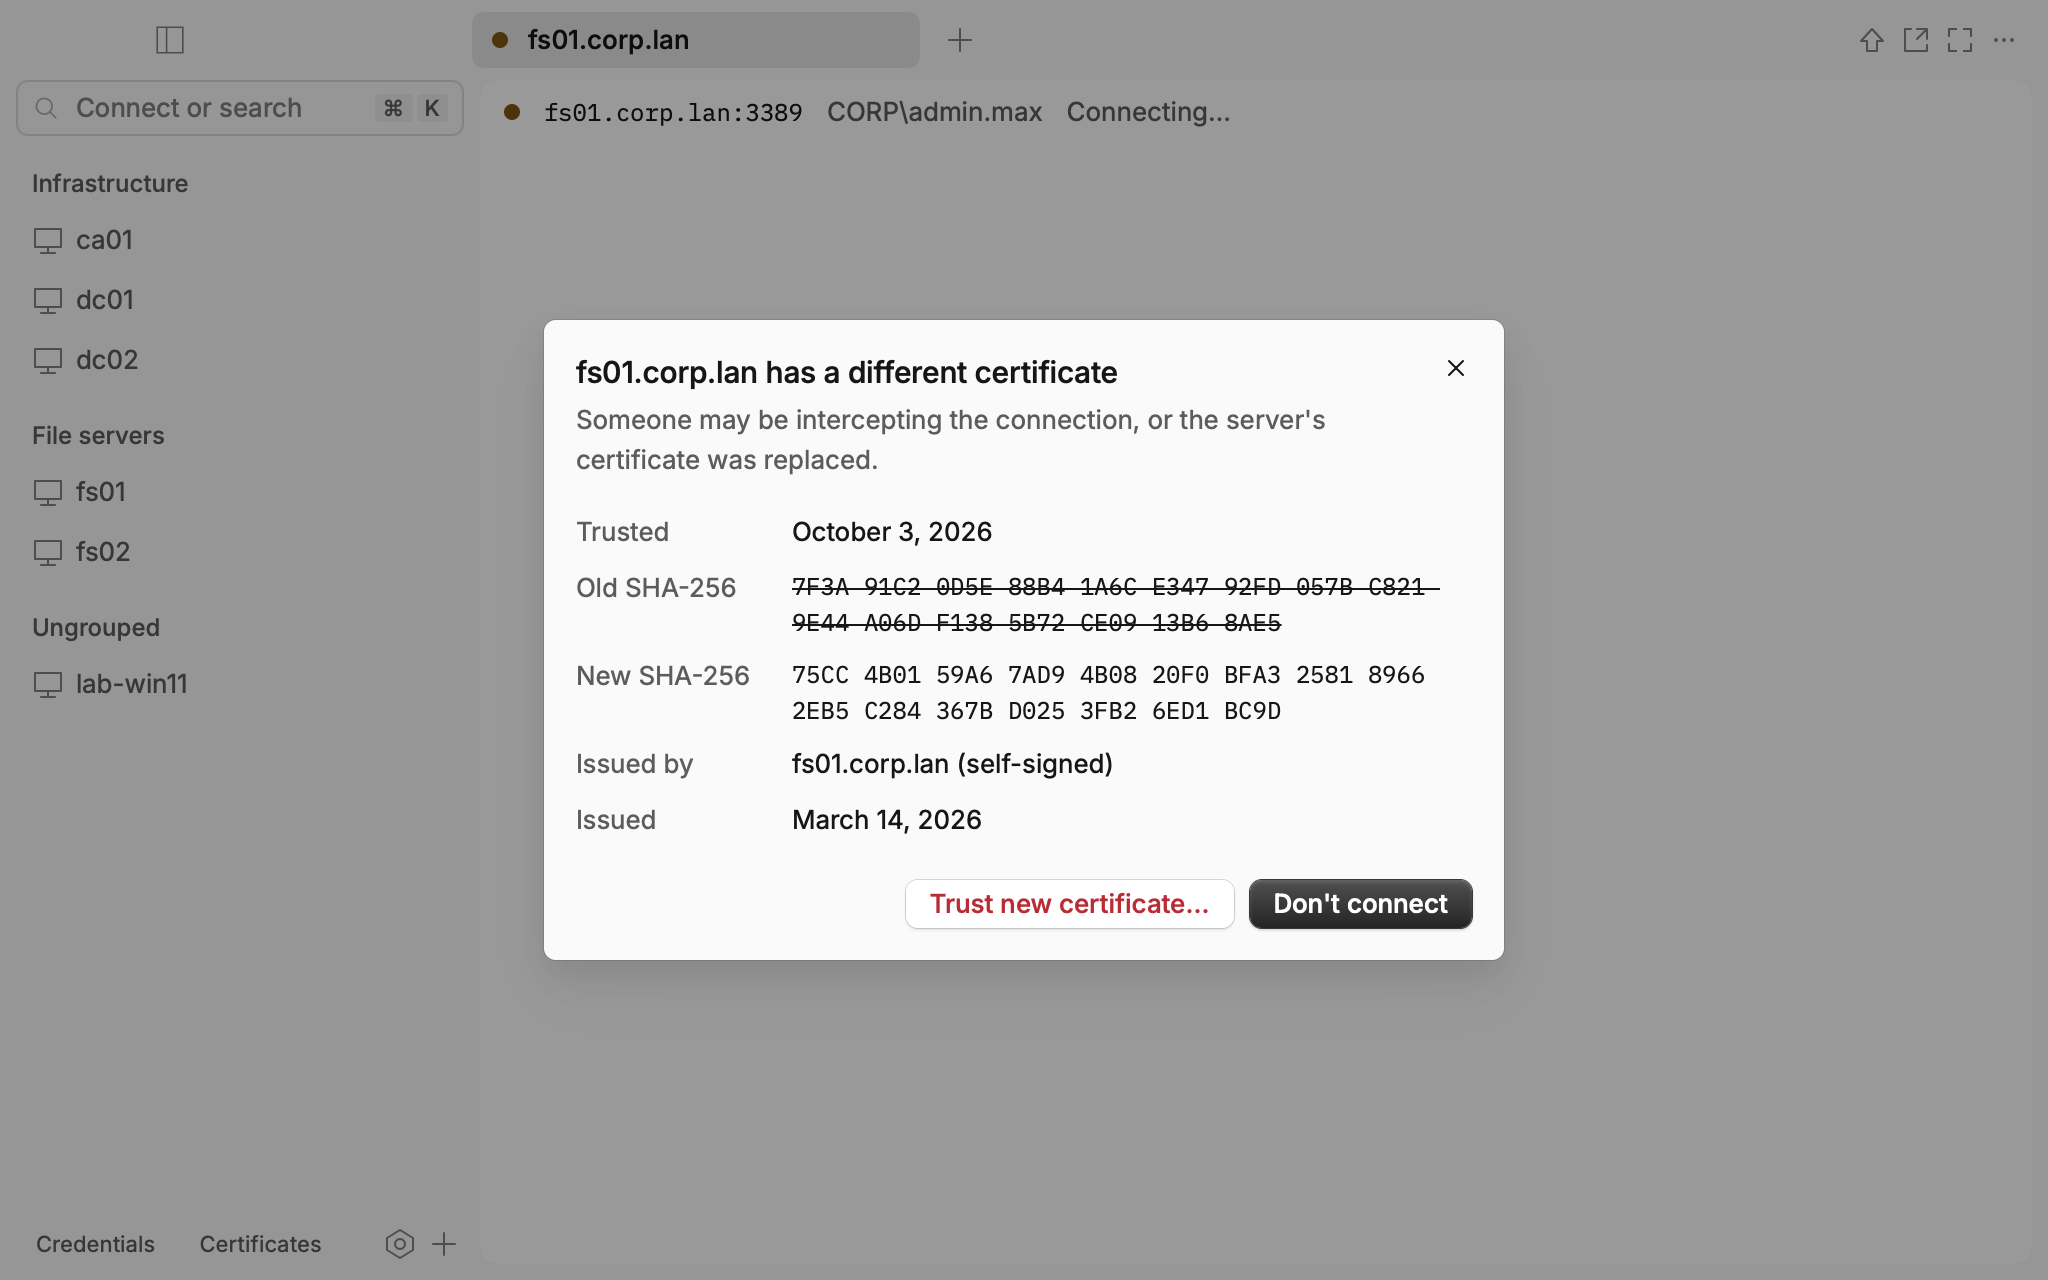 fs01.corp.lan
Connect or search ⌘ K
fs01.corp.lan:3389 CORP\admin.max Connecting...
Infrastructure
ca01
dc01
dc02
File servers
fs01
fs02
Ungrouped
lab-win11
Credentials Certificates
fs01.corp.lan has a different certificate
Someone may be intercepting the connection, or the server's
certificate was replaced.
Trusted October 3, 2026
Old SHA-256 7F3A 91C2 0D5E 88B4 1A6C E347 92FD 057B C821
9E44 A06D F138 5B72 CE09 13B6 8AE5
New SHA-256 75CC 4B01 59A6 7AD9 4B08 20F0 BFA3 2581 8966
2EB5 C284 367B D025 3FB2 6ED1 BC9D
Issued by fs01.corp.lan (self-signed)
Issued March 14, 2026
Trust new certificate... Don't connect